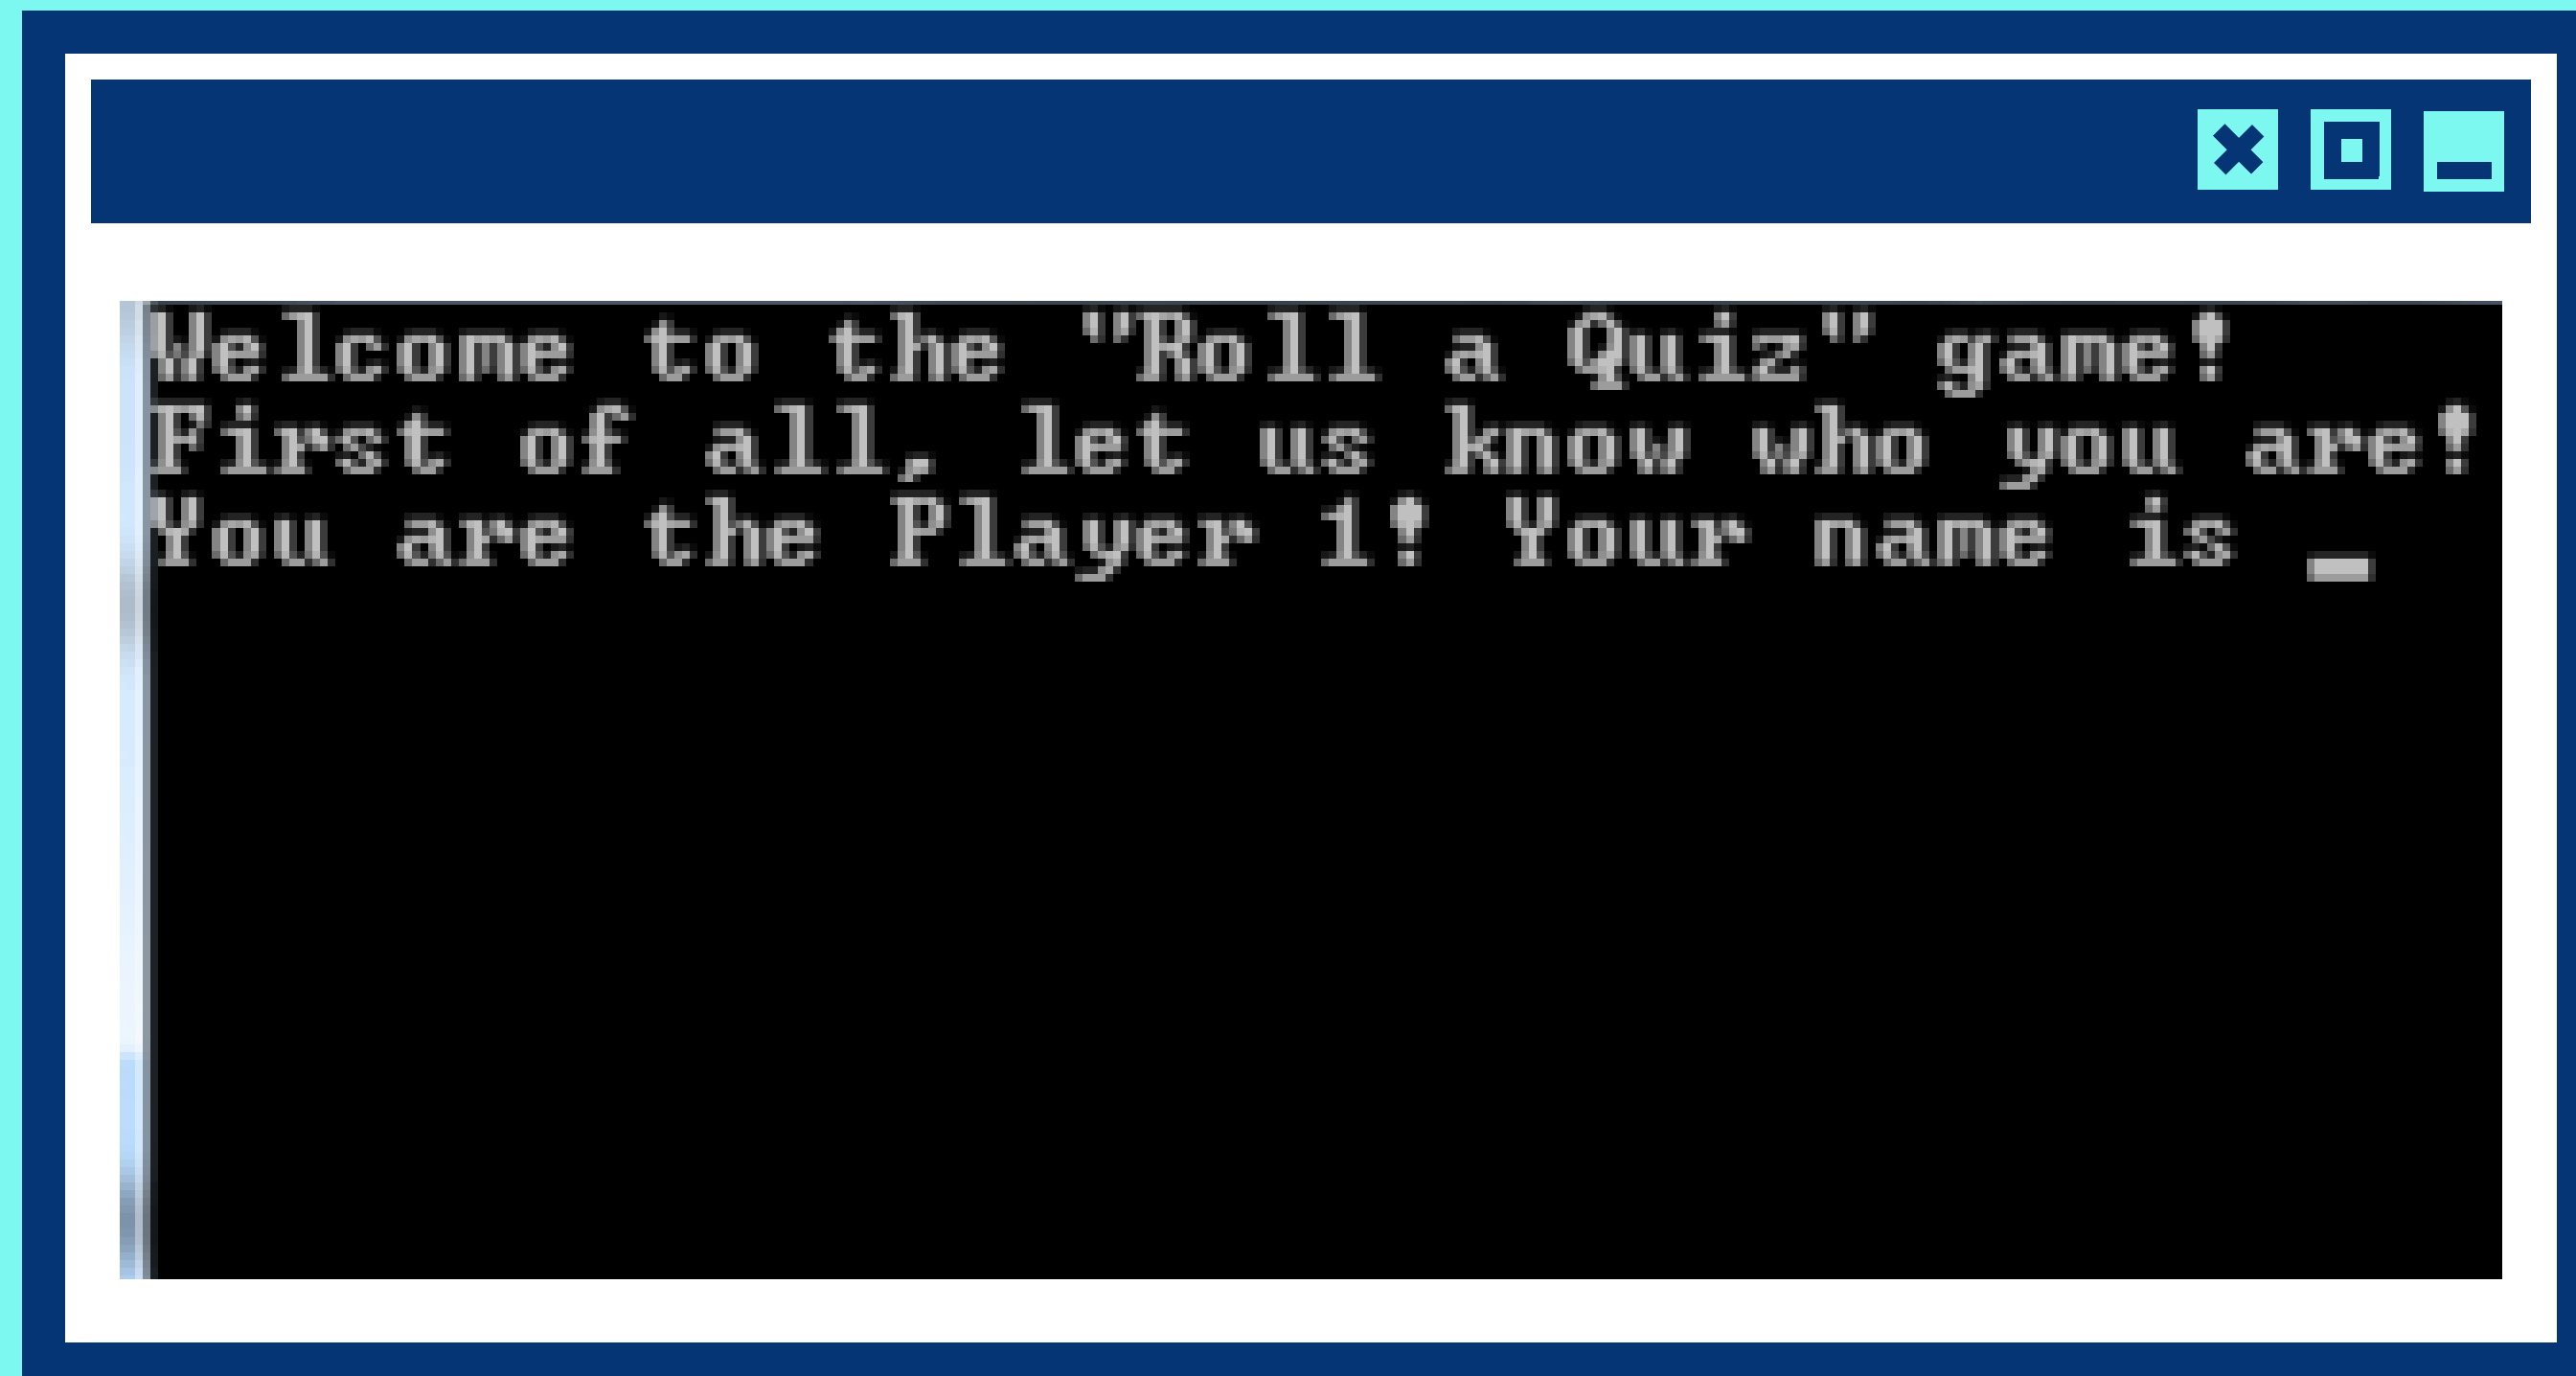 Welcome to the "Roll a Quiz" game!
First of all, let us know who you are!
You are the Player 1! Your name is _